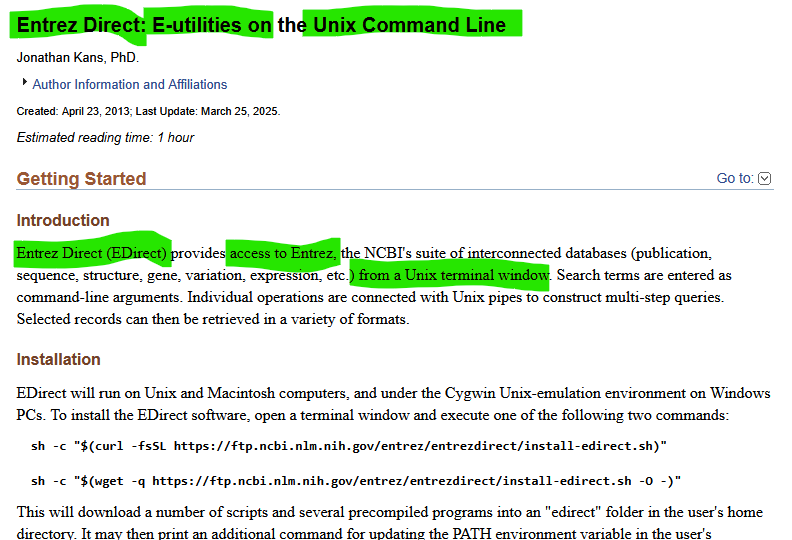 Entrez Direct: E-utilities on the Unix Command Line
Jonathan Kans, PhD.
Author Information and Affiliations
Created: April 23, 2013; Last Update: March 25, 2025.
Estimated reading time: 1 hour
Getting Started
Go to:
Introduction
Entrez Direct (EDirect) provides access to Entrez, the NCBI's suite of interconnected databases (publication,
sequence, structure, gene, variation, expression, etc.) from a Unix terminal window. Search terms are entered as
command-line arguments. Individual operations are connected with Unix pipes to construct multi-step queries.
Selected records can then be retrieved in a variety of formats.
Installation
EDirect will run on Unix and Macintosh computers, and under the Cygwin Unix-emulation environment on Windows
PCs. To install the EDirect software, open a terminal window and execute one of the following two commands:
sh -c "$(curl -fsSL https://ftp.ncbi.nlm.nih.gov/entrez/entrezdirect/install-edirect.sh)"
sh -c "$(wget -q https://ftp.ncbi.nlm.nih.gov/entrez/entrezdirect/install-edirect.sh -O -)"
This will download a number of scripts and several precompiled programs into an "edirect" folder in the user's home
directory. It may then print an additional command for updating the PATH environment variable in the user's